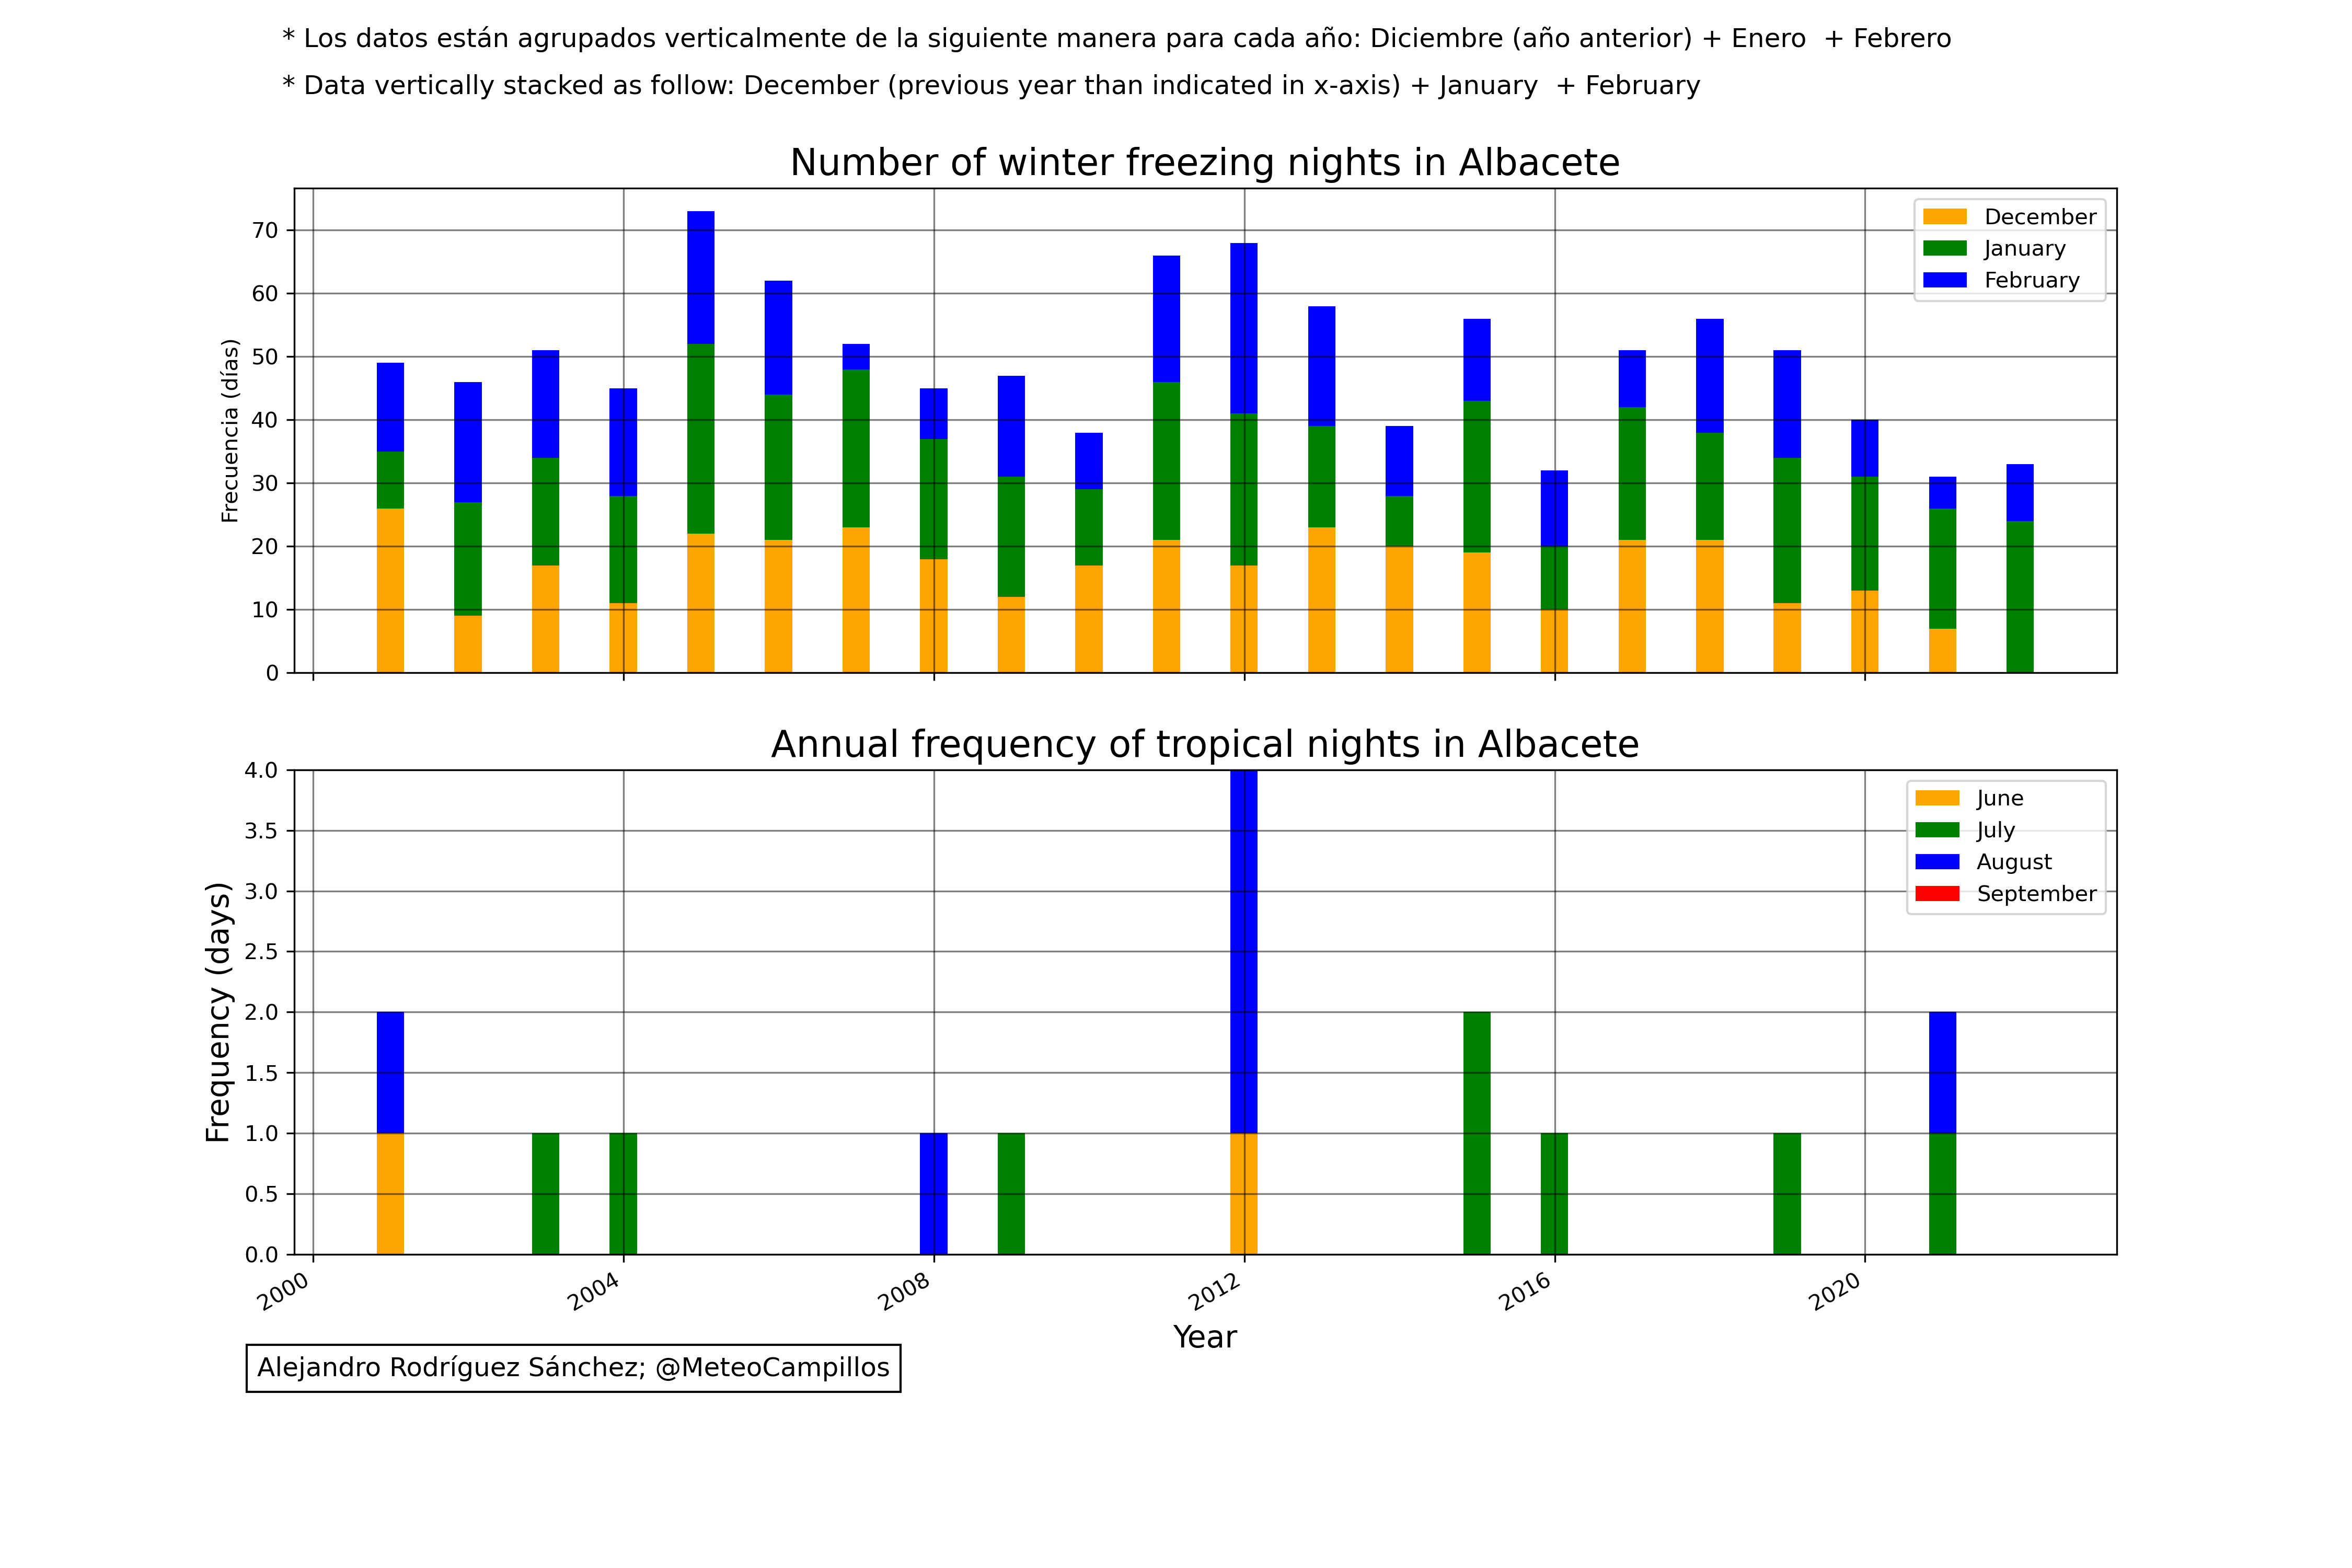 * Los datos están agrupados verticalmente de la siguiente manera para cada año: Diciembre (año anterior) + Enero  + Febrero
* Data vertically stacked as follow: December (previous year than indicated in x-axis) + January  + February
Number of winter freezing nights in Albacete
Frecuencia (días)
70
60
50
40
30
20
10
0
December
January
February
Annual frequency of tropical nights in Albacete
Frequency (days)
4.0
3.5
3.0
2.5
2.0
1.5
1.0
0.5
0.0
June
July
August
September
2000
2004
2008
2012
2016
2020
Year
Alejandro Rodríguez Sánchez; @MeteoCampillos